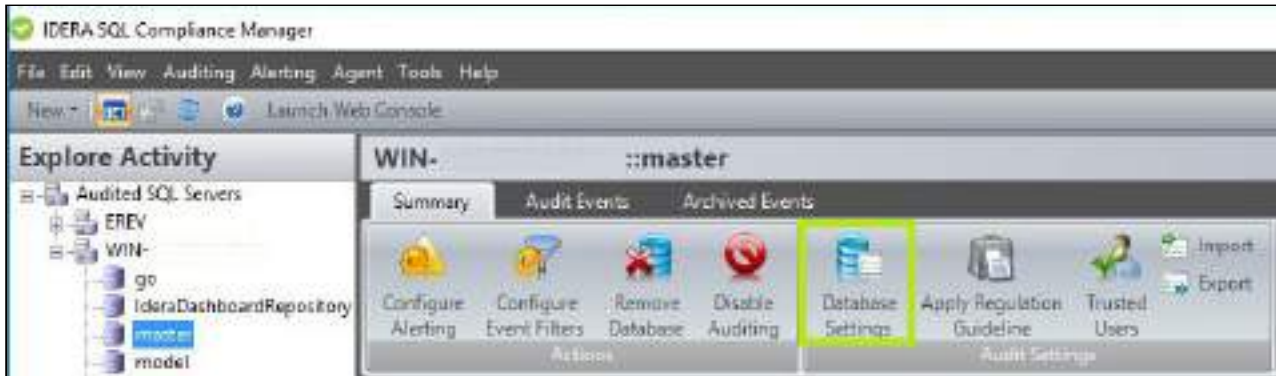 IDERA SQL Compliance Manager
File Edit View Auditing Alerting Agent Tools Help
New Launch Web Console
Explore Activity
WIN- ::master
Audited SQL Servers
EREV
WIN-
go
IderaDashboardRepository
master
model
Summary Audit Events Archived Events
Configure Alerting
Configure Event Filters
Remove Database
Disable Auditing
Actions
Database Settings
Apply Regulation Guideline
Trusted Users
Import
Export
Audit Settings